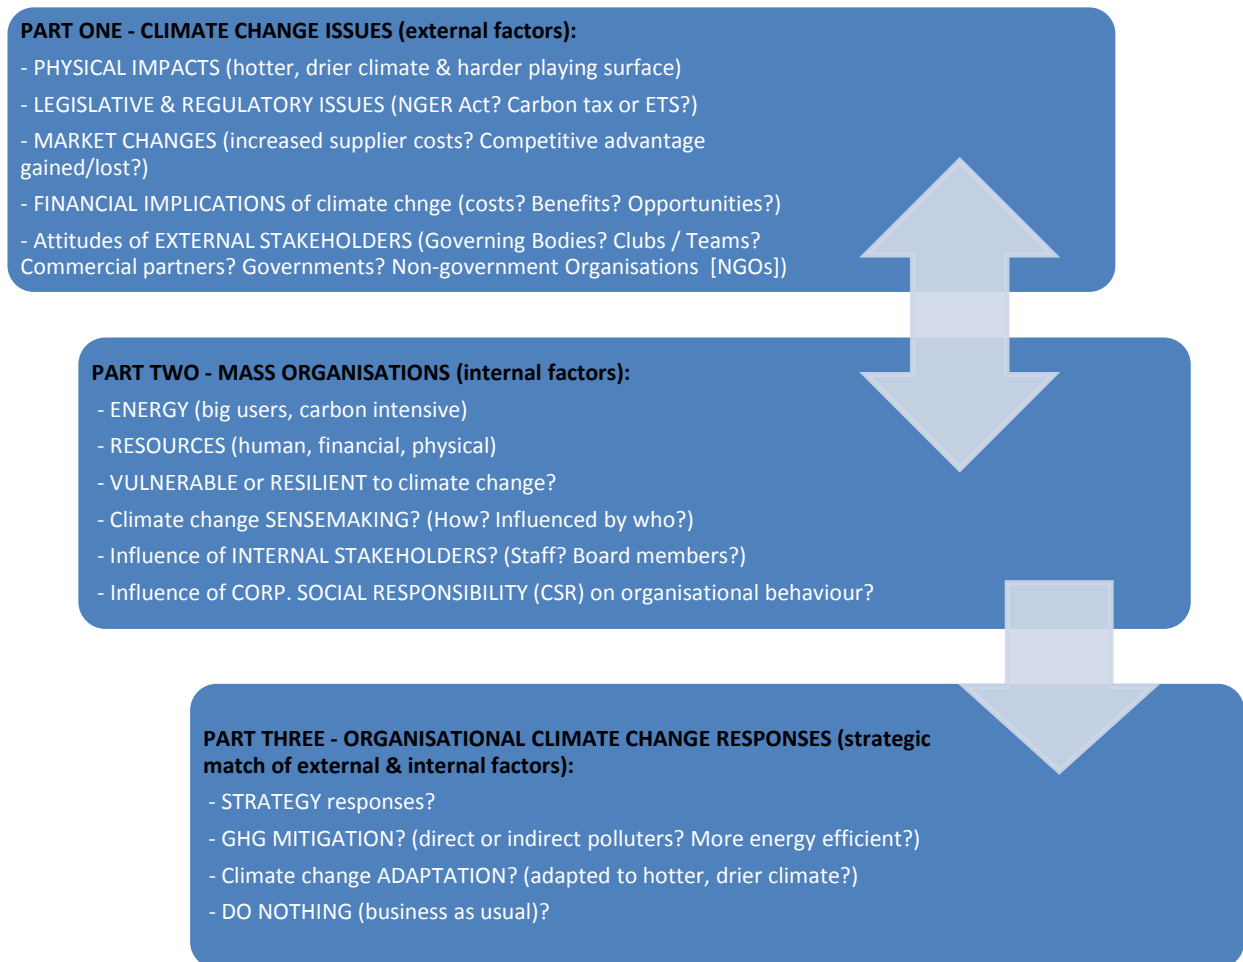 PART ONE - CLIMATE CHANGE ISSUES (external factors):
- PHYSICAL IMPACTS (hotter, drier climate & harder playing surface)
- LEGISLATIVE & REGULATORY ISSUES (NGER Act? Carbon tax or ETS?)
- MARKET CHANGES (increased supplier costs? Competitive advantage
gained/lost?)
- FINANCIAL IMPLICATIONS of climate chnge (costs? Benefits? Opportunities?)
- Attitudes of EXTERNAL STAKEHOLDERS (Governing Bodies? Clubs / Teams?
Commercial partners? Governments? Non-government Organisations [NGOs])
PART TWO - MASS ORGANISATIONS (internal factors):
- ENERGY (big users, carbon intensive)
- RESOURCES (human, financial, physical)
- VULNERABLE or RESILIENT to climate change?
- Climate change SENSEMAKING? (How? Influenced by who?)
- Influence of INTERNAL STAKEHOLDERS? (Staff? Board members?)
- Influence of CORP. SOCIAL RESPONSIBILITY (CSR) on organisational behaviour?
PART THREE - ORGANISATIONAL CLIMATE CHANGE RESPONSES (strategic
match of external & internal factors):
- STRATEGY responses?
- GHG MITIGATION? (direct or indirect polluters? More energy efficient?)
- Climate change ADAPTATION? (adapted to hotter, drier climate?)
- DO NOTHING (business as usual)?